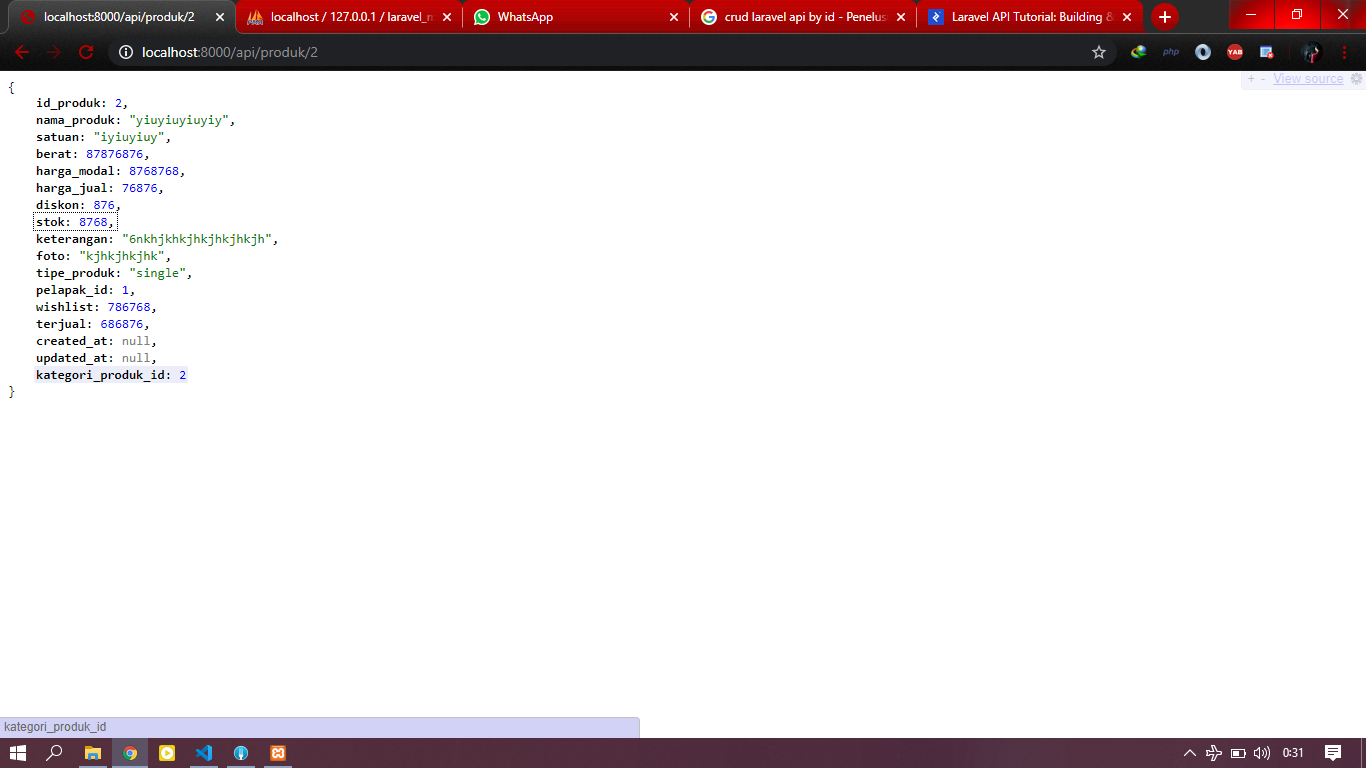 localhost:8000/api/produk/2
localhost / 127.0.0.1 / laravel_m
WhatsApp
crud laravel api by id - Penelus
Laravel API Tutorial: Building &
localhost:8000/api/produk/2
php
YAB
+ - View source
{
id_produk: 2,
nama_produk: "yiuyiuyiuyiy",
satuan: "iyiuyiuy",
berat: 87876876,
harga_modal: 8768768,
harga_jual: 76876,
diskon: 876,
stok: 8768,
keterangan: "6nkhjkhkjhkjhkjhkjh",
foto: "kjhkjhkjhk",
tipe_produk: "single",
pelapak_id: 1,
wishlist: 786768,
terjual: 686876,
created_at: null,
updated_at: null,
kategori_produk_id: 2
}
kategori_produk_id
0:31